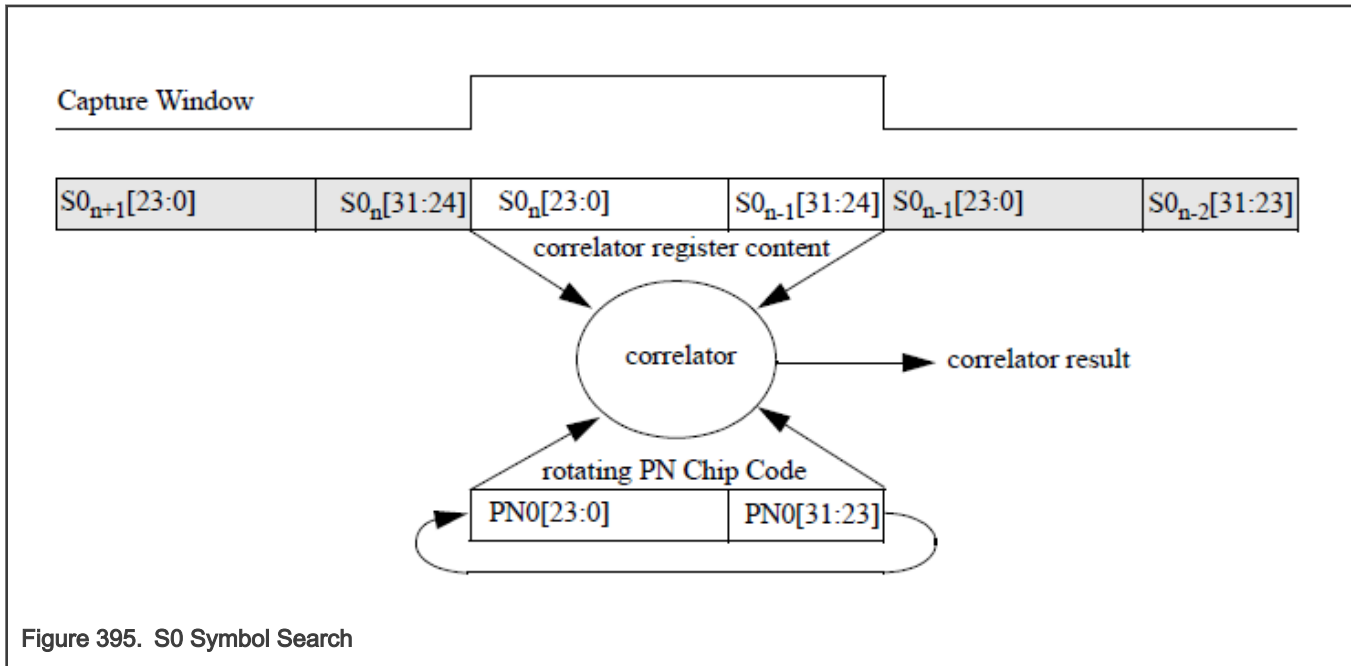 Capture Window
S0n+1[23:0] S0n[31:24] S0n[23:0] S0n-1[31:24] S0n-1[23:0] S0n-2[31:23]
correlator register content
correlator correlator result
rotating PN Chip Code
PN0[23:0] PN0[31:23]
Figure 395. S0 Symbol Search